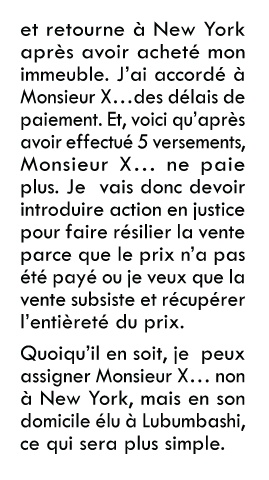 et retourne à New York
après avoir acheté mon
immeuble. J’ai accordé à
Monsieur X…des délais de
paiement. Et, voici qu’après
avoir effectué 5 versements,
Monsieur X… ne paie
plus. Je  vais donc devoir
introduire action en justice
pour faire résilier la vente
parce que le prix n’a pas
été payé ou je veux que la
vente subsiste et récupérer
l’entièreté du prix.
Quoiqu’il en soit, je  peux
assigner Monsieur X… non
à New York, mais en son
domicile élu à Lubumbashi,
ce qui sera plus simple.